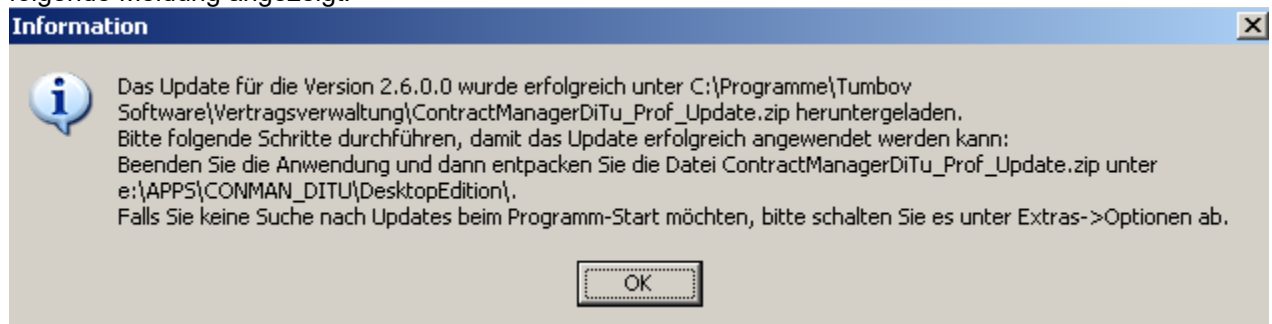 folgende Meldung angezeigt:
Information
Das Update für die Version 2.6.0.0 wurde erfolgreich unter C:\Programme\Tumbov
Software\Vertragsverwaltung\ContractManagerDiTu_Prof_Update.zip heruntergeladen.
Bitte folgende Schritte durchführen, damit das Update erfolgreich angewendet werden kann:
Beenden Sie die Anwendung und dann entpacken Sie die Datei ContractManagerDiTu_Prof_Update.zip unter
e:\APPS\CONMAN_DITU\DesktopEdition\.
Falls Sie keine Suche nach Updates beim Programm-Start möchten, bitte schalten Sie es unter Extras->Optionen ab.
OK